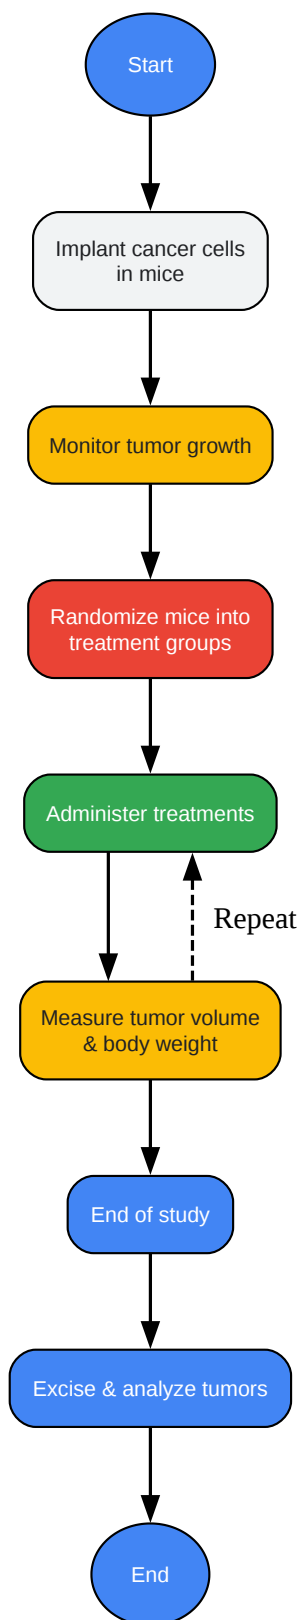 Start
Implant cancer cells
in mice
Monitor tumor growth
Randomize mice into
treatment groups
Administer treatments
Repeat
Measure tumor volume
& body weight
End of study
Excise & analyze tumors
End